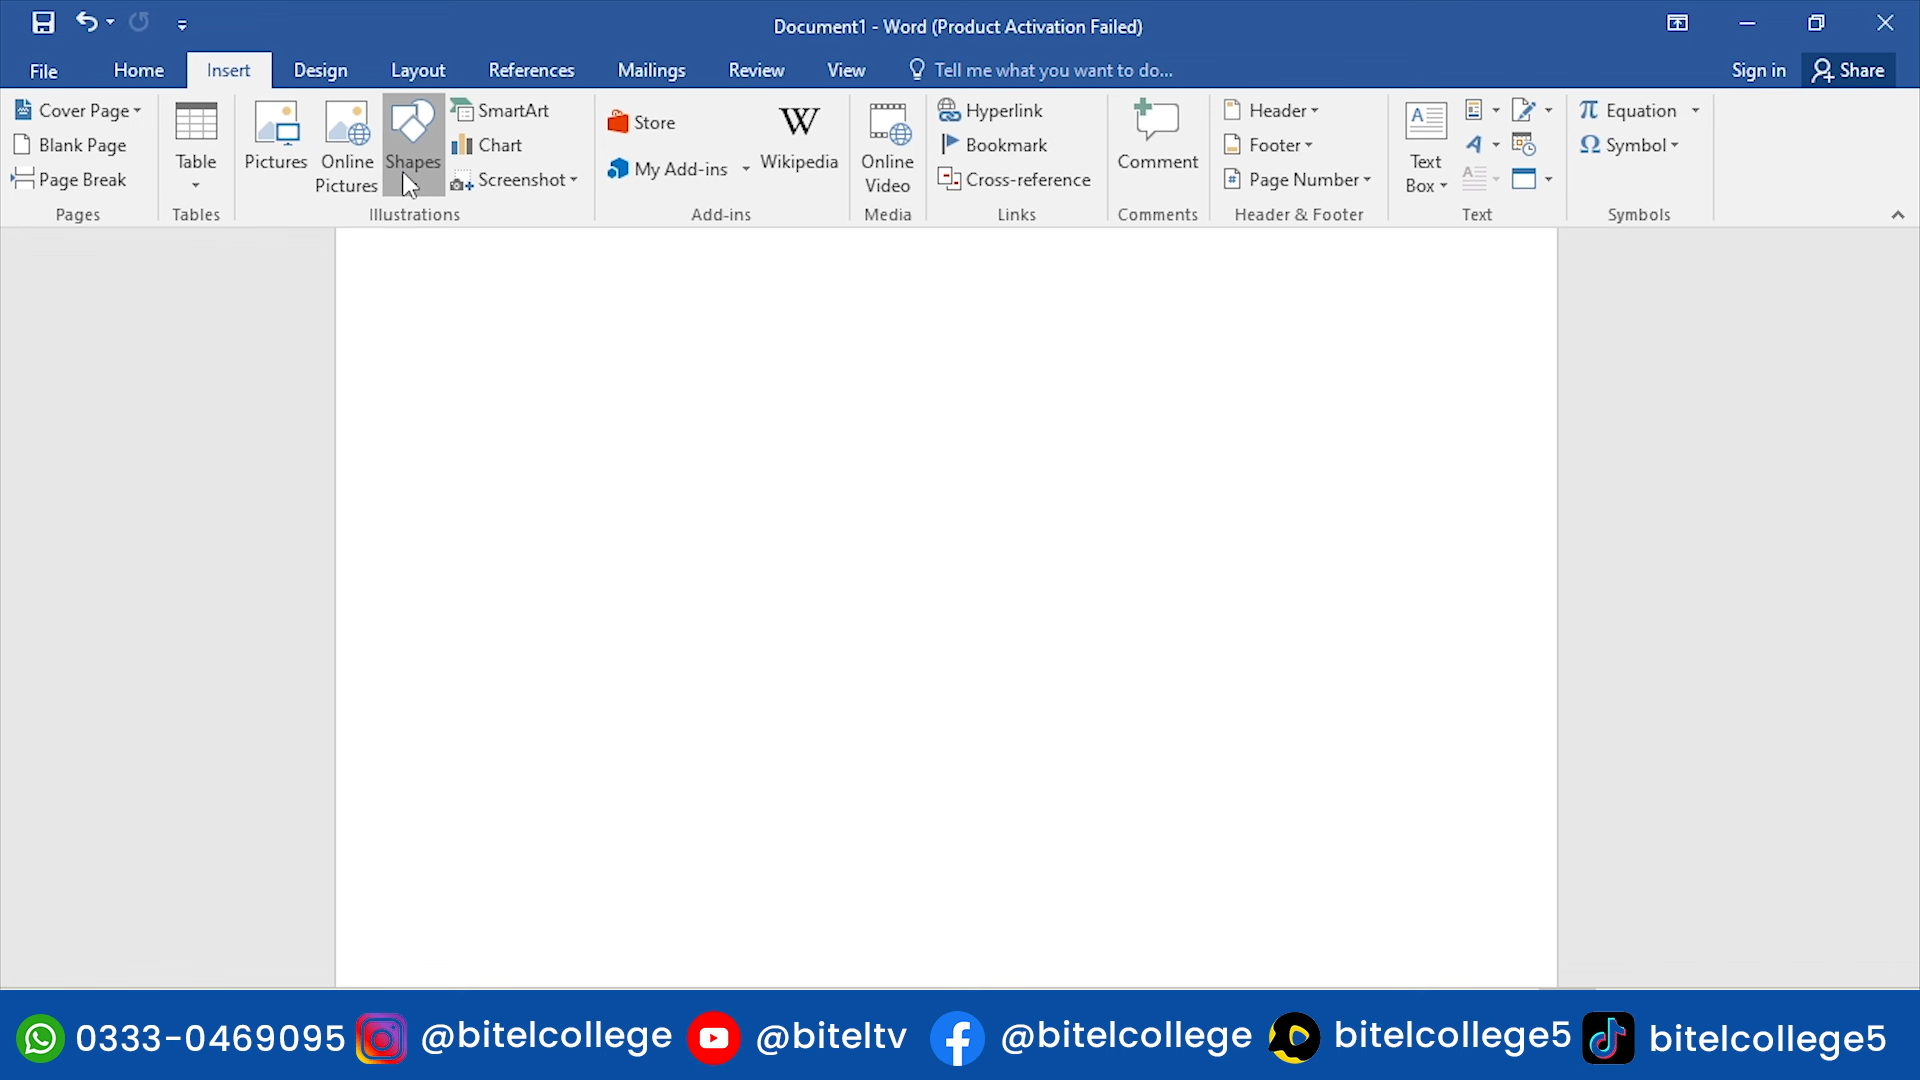 Document1 - Word (Product Activation Failed)
File Home Insert Design Layout References Mailings Review View Tell me what you want to do... Sign in Share
Cover Page
Blank Page
Page Break
Pages
Table
Tables
Pictures
Online Pictures
Shapes
SmartArt
Chart
Screenshot
Illustrations
Store
My Add-ins
W
Wikipedia
Add-ins
Online
Video
Media
Hyperlink
Bookmark
Cross-reference
Links
Comment
Comments
Header
Footer
Page Number
Header & Footer
Text
Box
Text
Equation
Symbol
Symbols
0333-0469095 @bitelcollege @biteltv @bitelcollege bitelcollege5 bitelcollege5